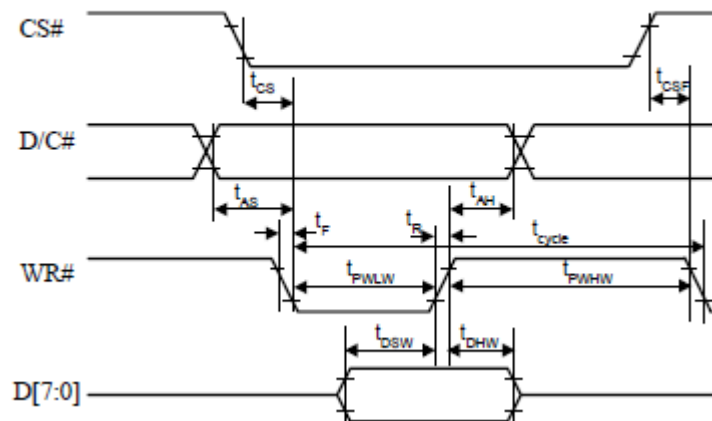 CS#
tCS
tCSF
D/C#
tAS
tAH
tF
tR
tcycle
WR#
tPWLW
tPWHW
tDSW
tDHW
D[7:0]